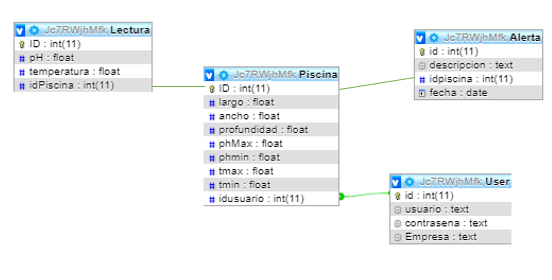 Jc7RWjhMfk Lectura
ID : int(11)
pH : float
temperatura : float
idPiscina : int(11)
Jc7RWjhMfk Piscina
ID : int(11)
largo : float
ancho : float
profundidad : float
phMax : float
phmin : float
tmax : float
tmin : float
idusuario : int(11)
Jc7RWjhMfk Alerta
id : int(11)
descripcion : text
idpiscina : int(11)
fecha : date
Jc7RWjhMfk User
id : int(11)
usuario : text
contrasena : text
Empresa : text